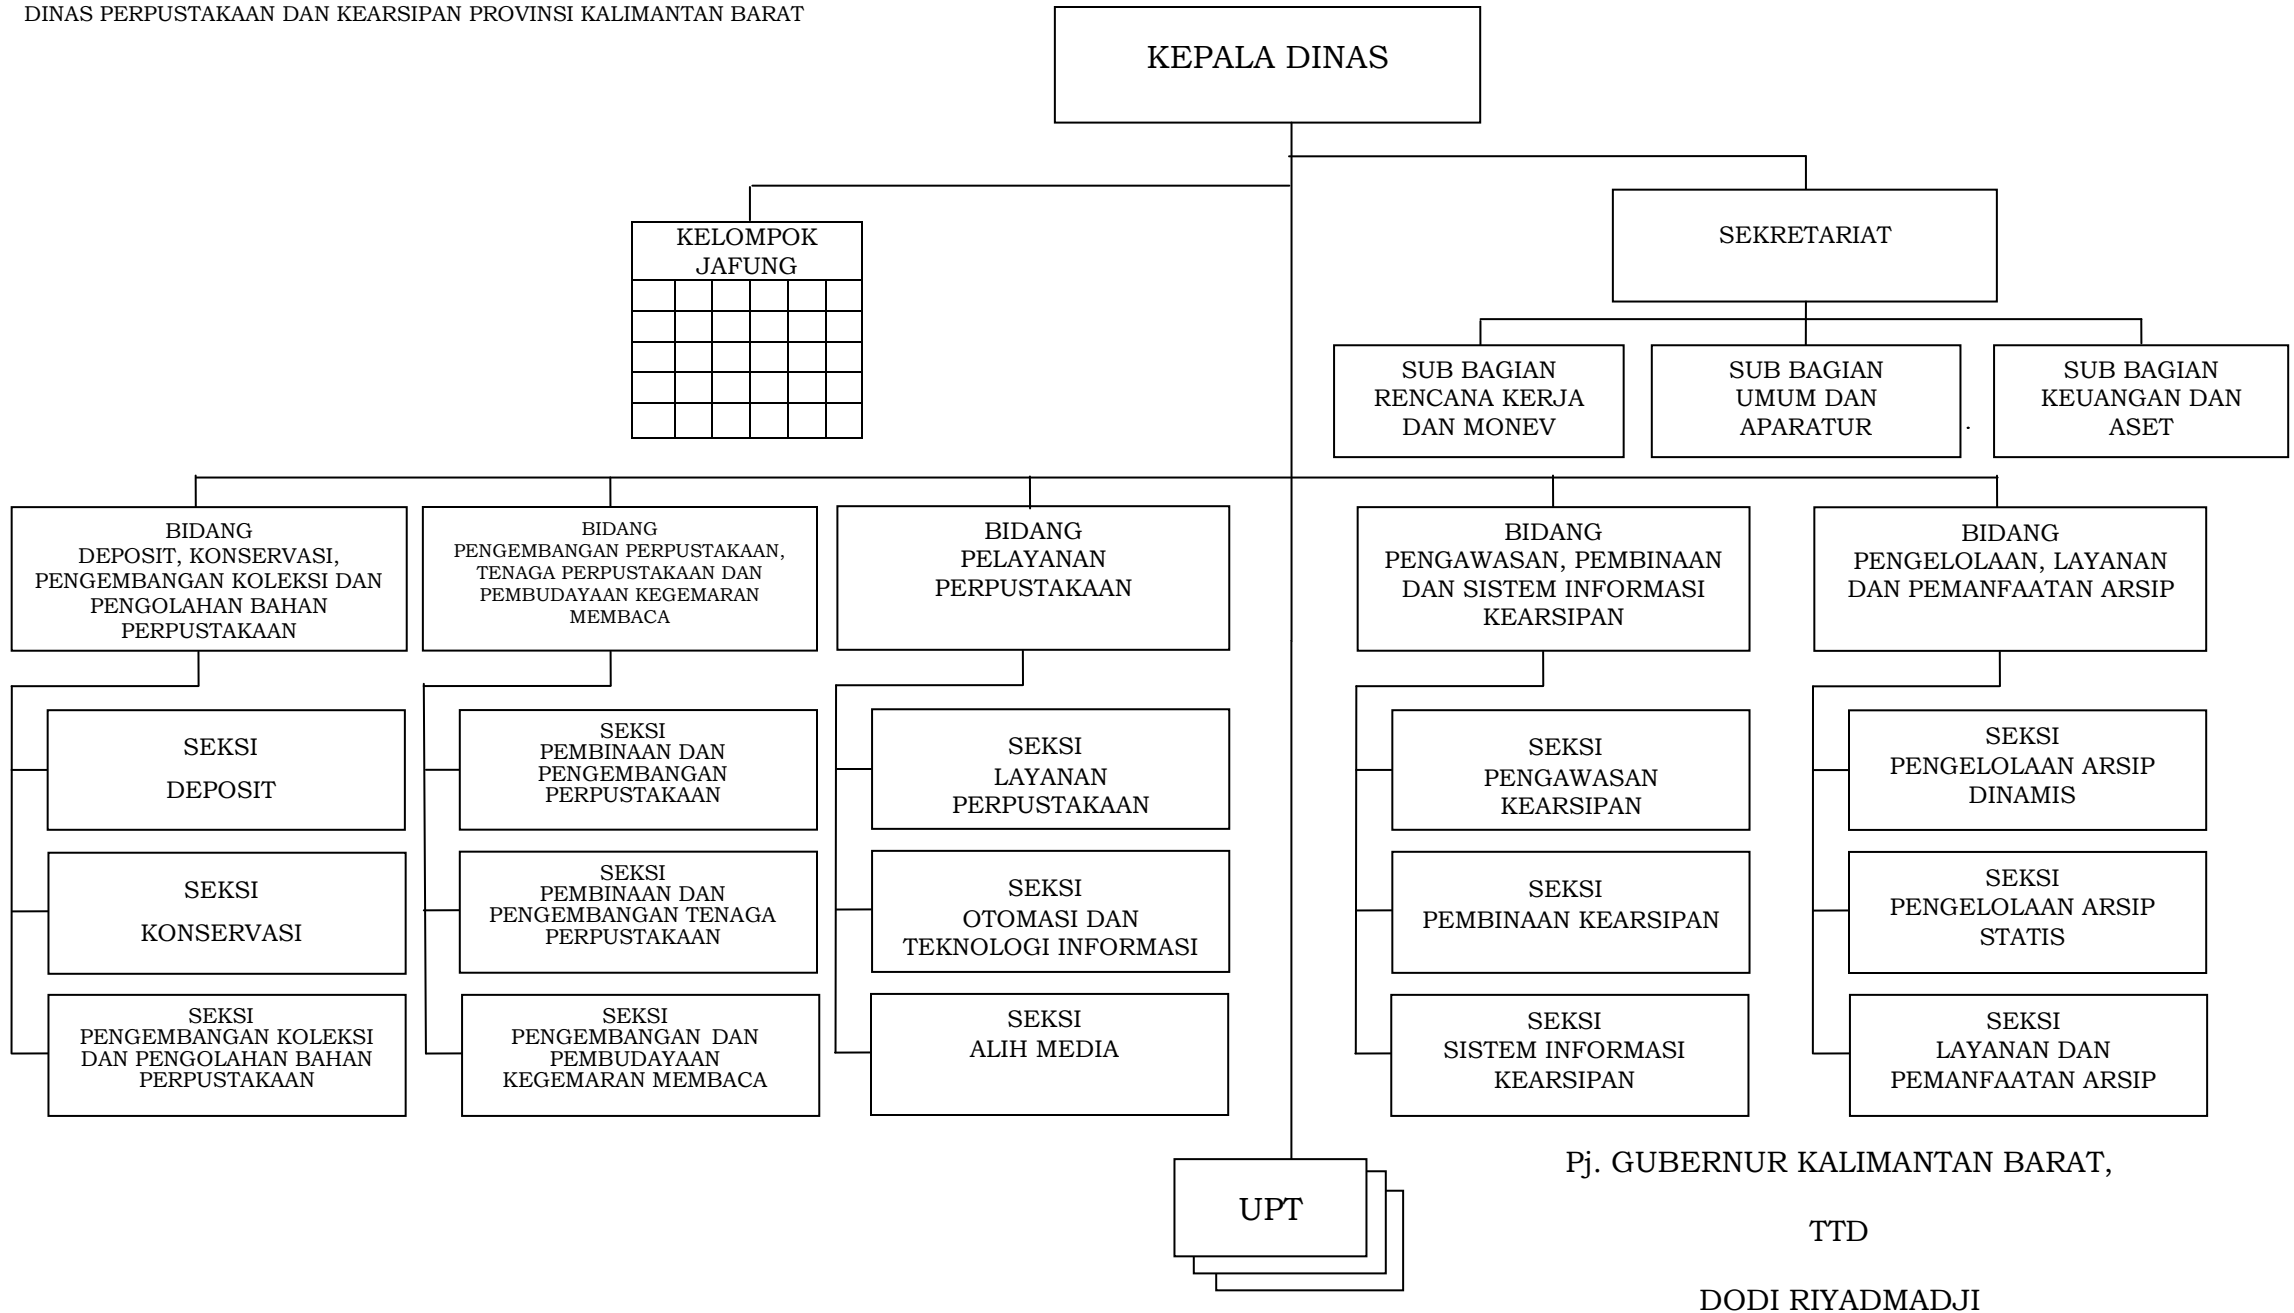 DINAS PERPUSTAKAAN DAN KEARSIPAN PROVINSI KALIMANTAN BARAT
KEPALA DINAS
KELOMPOK
JAFUNG
SEKRETARIAT
SUB BAGIAN
RENCANA KERJA
DAN MONEV
SUB BAGIAN
UMUM DAN
APARATUR
.
SUB BAGIAN
KEUANGAN DAN
ASET
BIDANG
DEPOSIT, KONSERVASI,
PENGEMBANGAN KOLEKSI DAN
PENGOLAHAN BAHAN
PERPUSTAKAAN
BIDANG
PENGEMBANGAN PERPUSTAKAAN,
TENAGA PERPUSTAKAAN DAN
PEMBUDAYAAN KEGEMARAN
MEMBACA
BIDANG
PELAYANAN
PERPUSTAKAAN
BIDANG
PENGAWASAN, PEMBINAAN
DAN SISTEM INFORMASI
KEARSIPAN
BIDANG
PENGELOLAAN, LAYANAN
DAN PEMANFAATAN ARSIP
SEKSI
DEPOSIT
SEKSI
PEMBINAAN DAN
PENGEMBANGAN
PERPUSTAKAAN
SEKSI
LAYANAN
PERPUSTAKAAN
SEKSI
PENGAWASAN
KEARSIPAN
SEKSI
PENGELOLAAN ARSIP
DINAMIS
SEKSI
KONSERVASI
SEKSI
PEMBINAAN DAN
PENGEMBANGAN TENAGA
PERPUSTAKAAN
SEKSI
OTOMASI DAN
TEKNOLOGI INFORMASI
SEKSI
PEMBINAAN KEARSIPAN
SEKSI
PENGELOLAAN ARSIP
STATIS
SEKSI
PENGEMBANGAN KOLEKSI
DAN PENGOLAHAN BAHAN
PERPUSTAKAAN
SEKSI
PENGEMBANGAN DAN
PEMBUDAYAAN
KEGEMARAN MEMBACA
SEKSI
ALIH MEDIA
SEKSI
SISTEM INFORMASI
KEARSIPAN
SEKSI
LAYANAN DAN
PEMANFAATAN ARSIP
UPT
Pj. GUBERNUR KALIMANTAN BARAT,
TTD
DODI RIYADMADJI